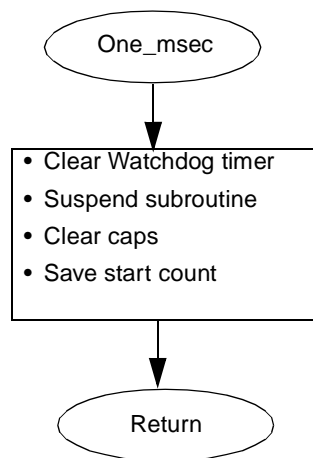 One_msec
• Clear Watchdog timer
• Suspend subroutine
• Clear caps
• Save start count
Return